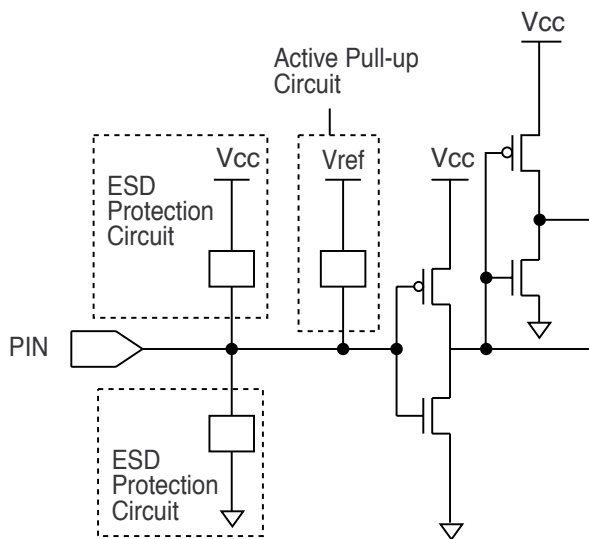 Vcc
Active Pull-up
Circuit
Vcc
Vref
Vcc
ESD
Protection
Circuit
PIN
ESD
Protection
Circuit